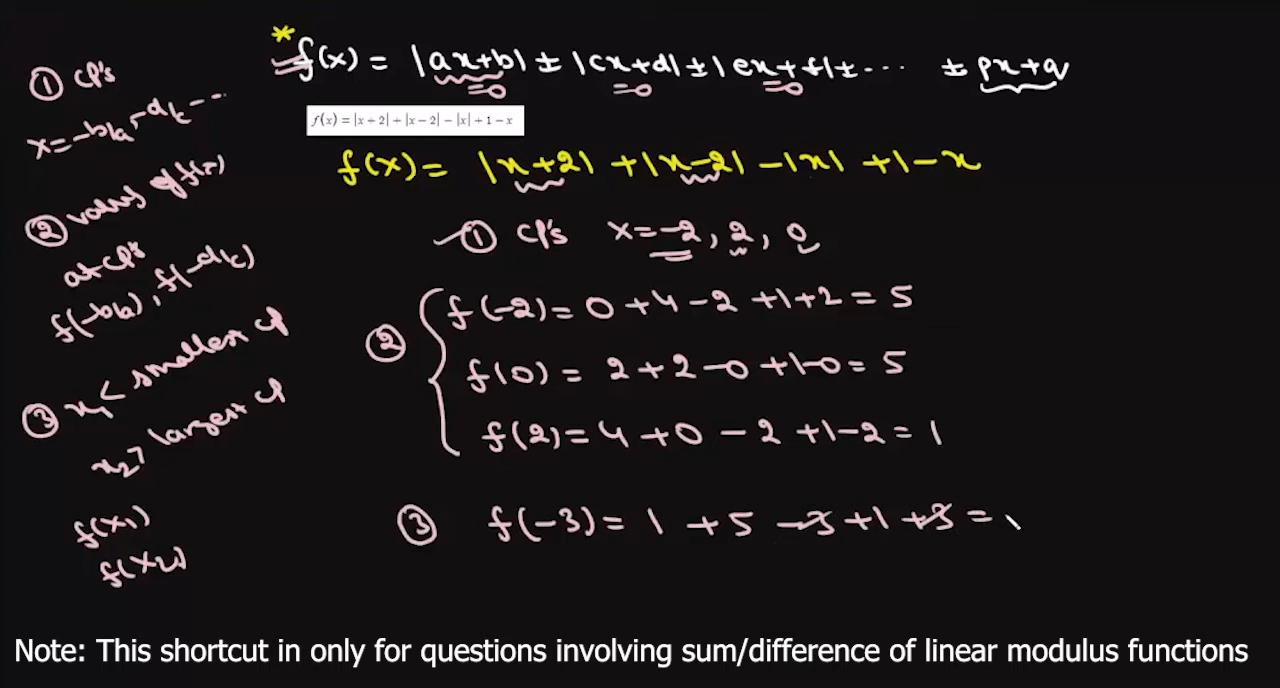 * f(x) = |ax+b| ± |cx+d| ± |ex+f| ± ... ± px+q
=0 =0 =0
f(x) = |x + 2| + |x − 2| − |x| + 1 − x
f(x) = |x+2| + |x-2| - |x| + 1 - x
① CP's x = -2, 2, 0
② f(-2) = 0 + 4 - 2 + 1 + 2 = 5
f(0) = 2 + 2 - 0 + 1 - 0 = 5
f(2) = 4 + 0 - 2 + 1 - 2 = 1
③ f(-3) = 1 + 5 - 3 + 1 + 3 =
① CP's
x = -b/a, -d/c ...
② values of f(x)
at CP's
f(-b/a), f(-d/c)
③ x₁ < smallest cp
x₂ > largest cp
f(x₁)
f(x₂)
Note: This shortcut in only for questions involving sum/difference of linear modulus functions